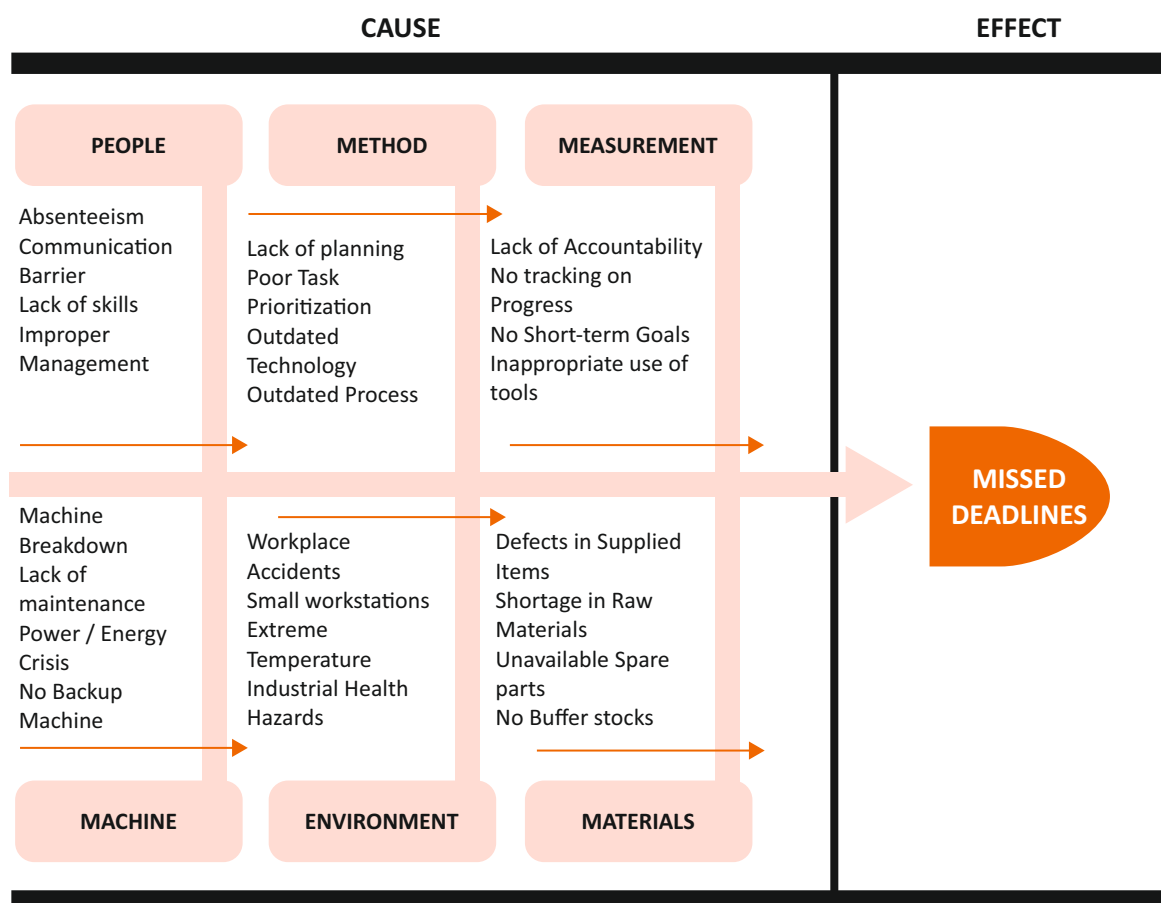 CAUSE
EFFECT
PEOPLE
METHOD
MEASUREMENT
Absenteeism
Communication
Barrier
Lack of skills
Improper
Management
Lack of planning
Poor Task
Prioritization
Outdated
Technology
Outdated Process
Lack of Accountability
No tracking on
Progress
No Short-term Goals
Inappropriate use of
tools
MISSED
DEADLINES
Machine
Breakdown
Lack of
maintenance
Power / Energy
Crisis
No Backup
Machine
Workplace
Accidents
Small workstations
Extreme
Temperature
Industrial Health
Hazards
Defects in Supplied
Items
Shortage in Raw
Materials
Unavailable Spare
parts
No Buffer stocks
MACHINE
ENVIRONMENT
MATERIALS